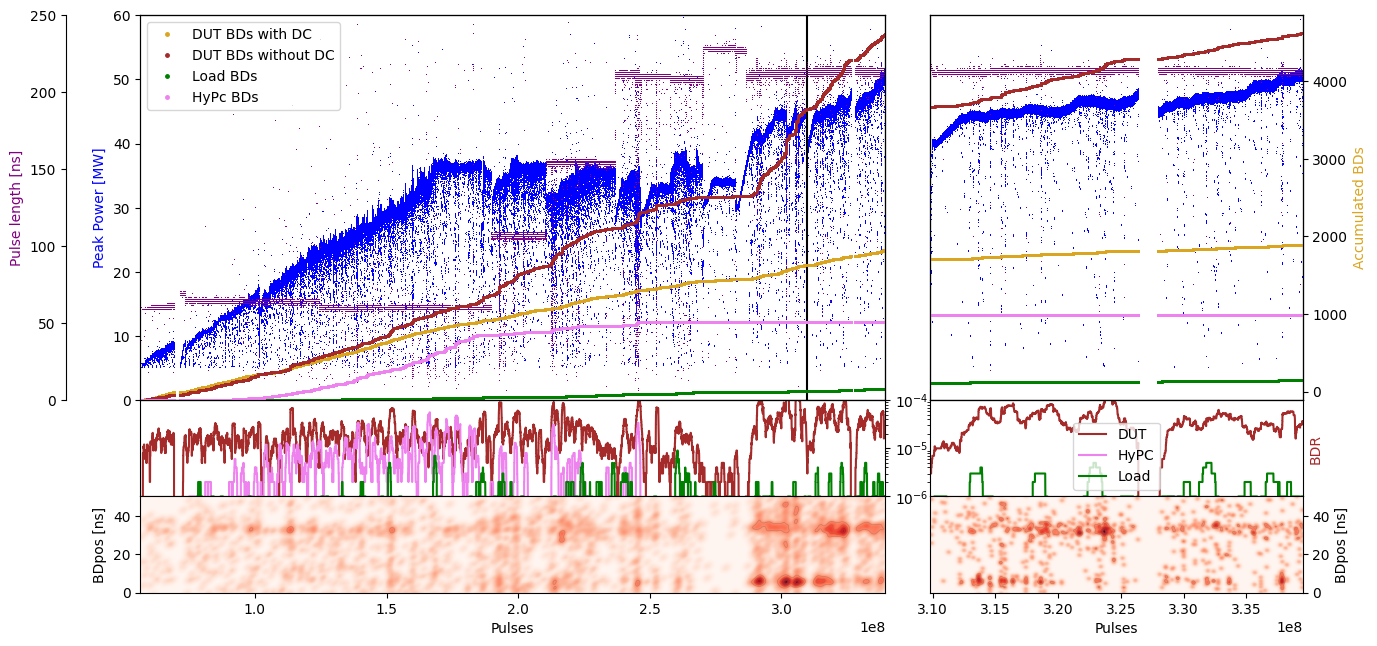 250
200
150
100
50
0
Pulse length [ns]
60
50
40
30
20
10
0
Peak Power [MW]
DUT BDs with DC
DUT BDs without DC
Load BDs
HyPc BDs
4000
3000
2000
1000
0
Accumulated BDs
10⁻⁴
10⁻⁵
10⁻⁶
BDR
DUT
HyPC
Load
40
20
0
BDpos [ns]
40
20
0
BDpos [ns]
1.0 1.5 2.0 2.5 3.0
Pulses
1e8
3.10 3.15 3.20 3.25 3.30 3.35
Pulses
1e8